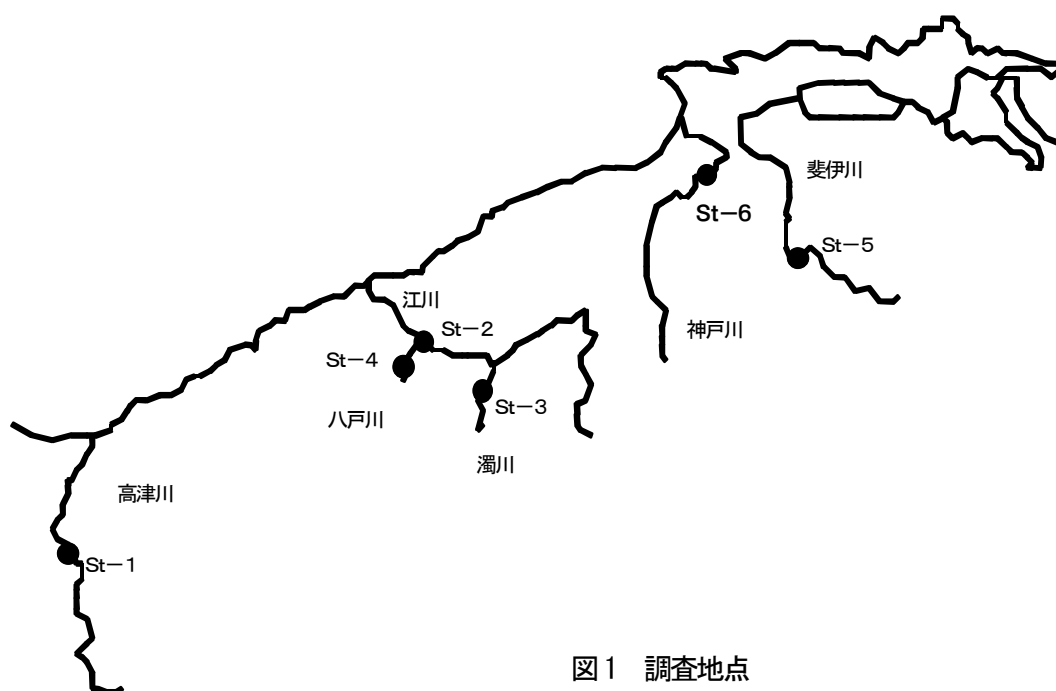 斐伊川
St－6
St－5
江川
神戸川
St－2
St－4
St－3
八戸川
濁川
高津川
St－1
図1　調査地点